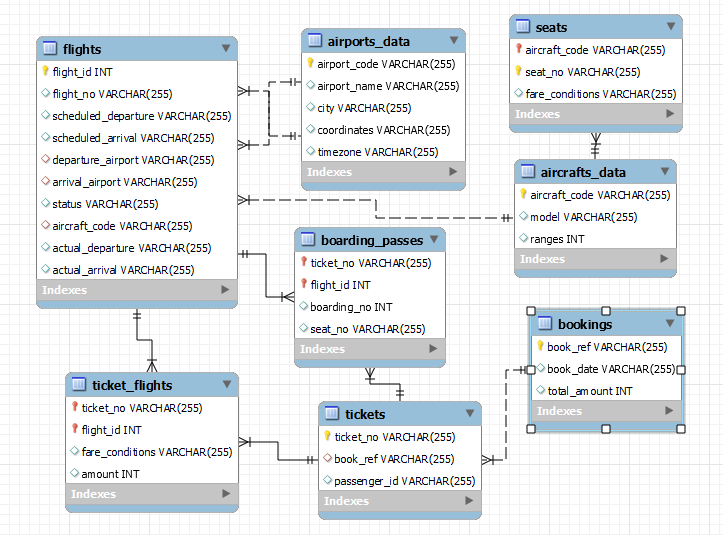 flights
flight_id INT
flight_no VARCHAR(255)
scheduled_departure VARCHAR(255)
scheduled_arrival VARCHAR(255)
departure_airport VARCHAR(255)
arrival_airport VARCHAR(255)
status VARCHAR(255)
aircraft_code VARCHAR(255)
actual_departure VARCHAR(255)
actual_arrival VARCHAR(255)
Indexes
airports_data
airport_code VARCHAR(255)
airport_name VARCHAR(255)
city VARCHAR(255)
coordinates VARCHAR(255)
timezone VARCHAR(255)
Indexes
seats
aircraft_code VARCHAR(255)
seat_no VARCHAR(255)
fare_conditions VARCHAR(255)
Indexes
aircrafts_data
aircraft_code VARCHAR(255)
model VARCHAR(255)
ranges INT
Indexes
boarding_passes
ticket_no VARCHAR(255)
flight_id INT
boarding_no INT
seat_no VARCHAR(255)
Indexes
bookings
book_ref VARCHAR(255)
book_date VARCHAR(255)
total_amount INT
Indexes
ticket_flights
ticket_no VARCHAR(255)
flight_id INT
fare_conditions VARCHAR(255)
amount INT
Indexes
tickets
ticket_no VARCHAR(255)
book_ref VARCHAR(255)
passenger_id VARCHAR(255)
Indexes